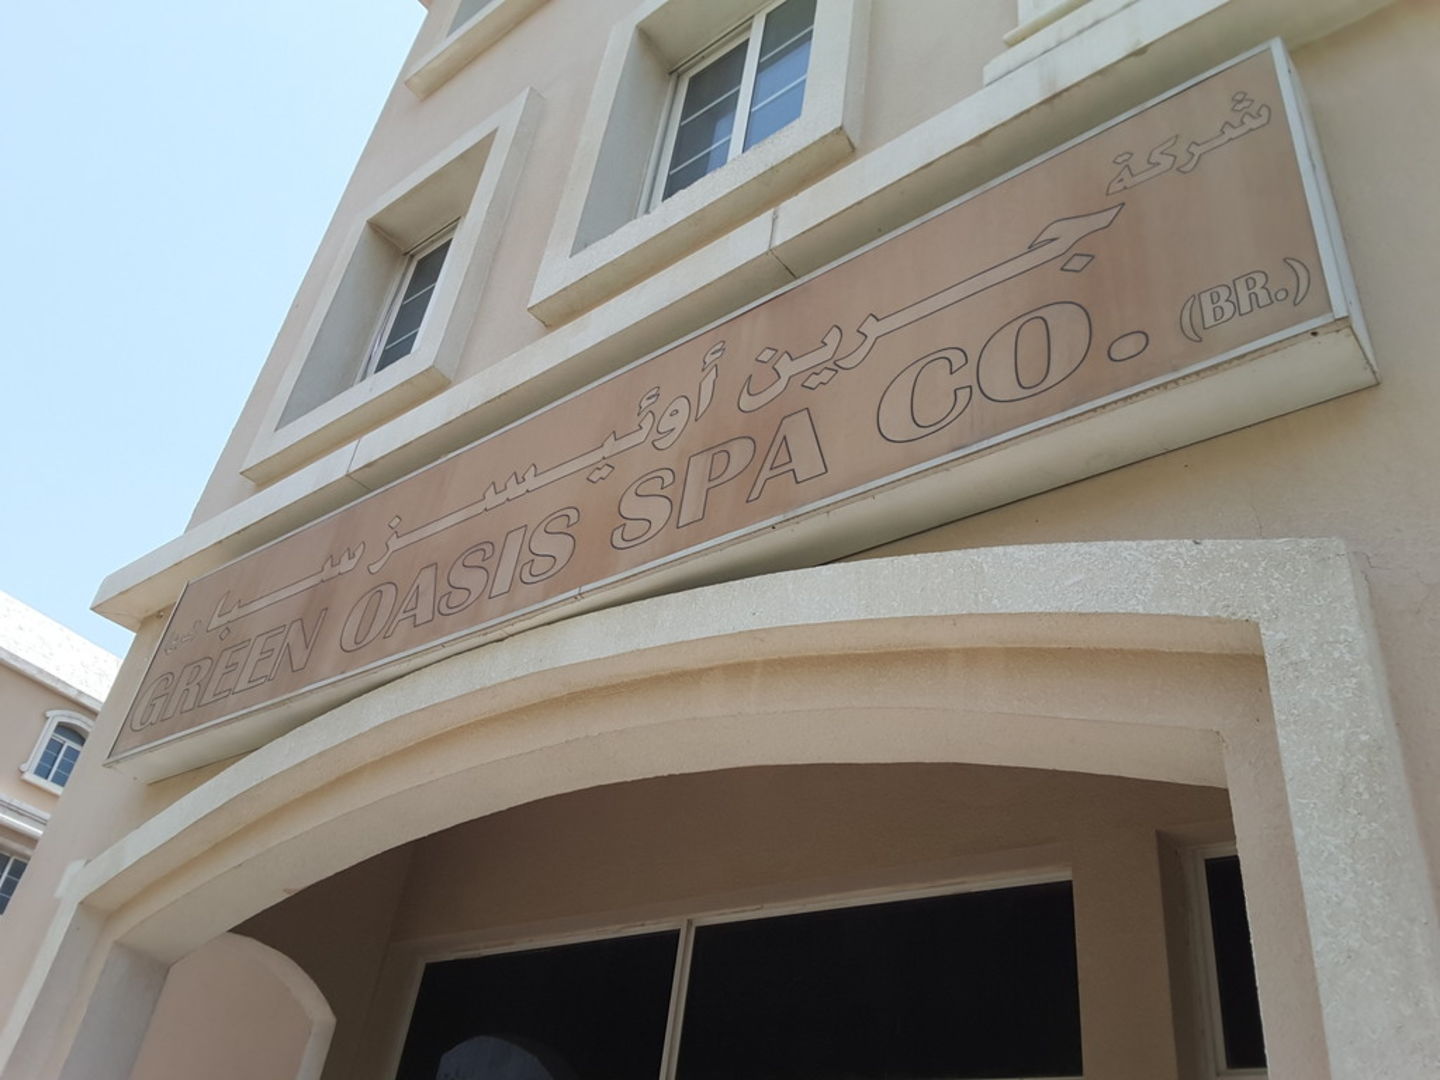 شركة جرين أوئيسز سبا
GREEN OASIS SPA CO. (BR.)